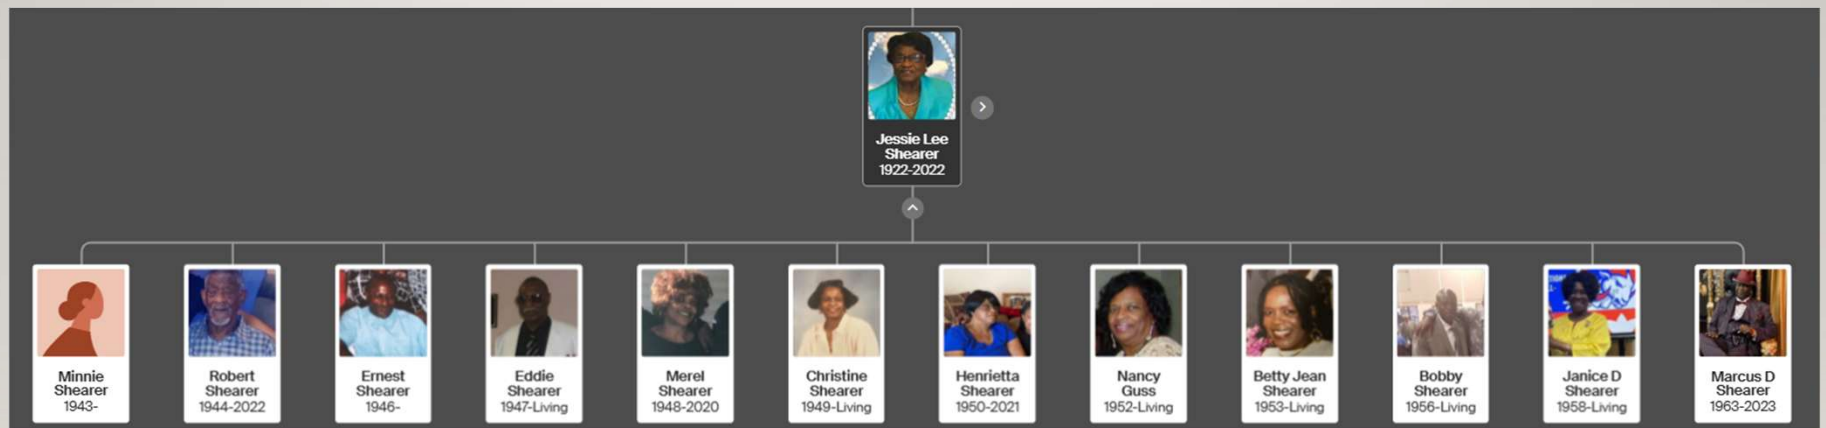 Jessie Lee
Shearer
1922-2022
Minnie
Shearer
1943-
Robert
Shearer
1944-2022
Ernest
Shearer
1946-
Eddie
Shearer
1947-Living
Merel
Shearer
1948-2020
Christine
Shearer
1949-Living
Henrietta
Shearer
1950-2021
Nancy
Guss
1952-Living
Betty Jean
Shearer
1953-Living
Bobby
Shearer
1956-Living
Janice D
Shearer
1958-Living
Marcus D
Shearer
1963-2023